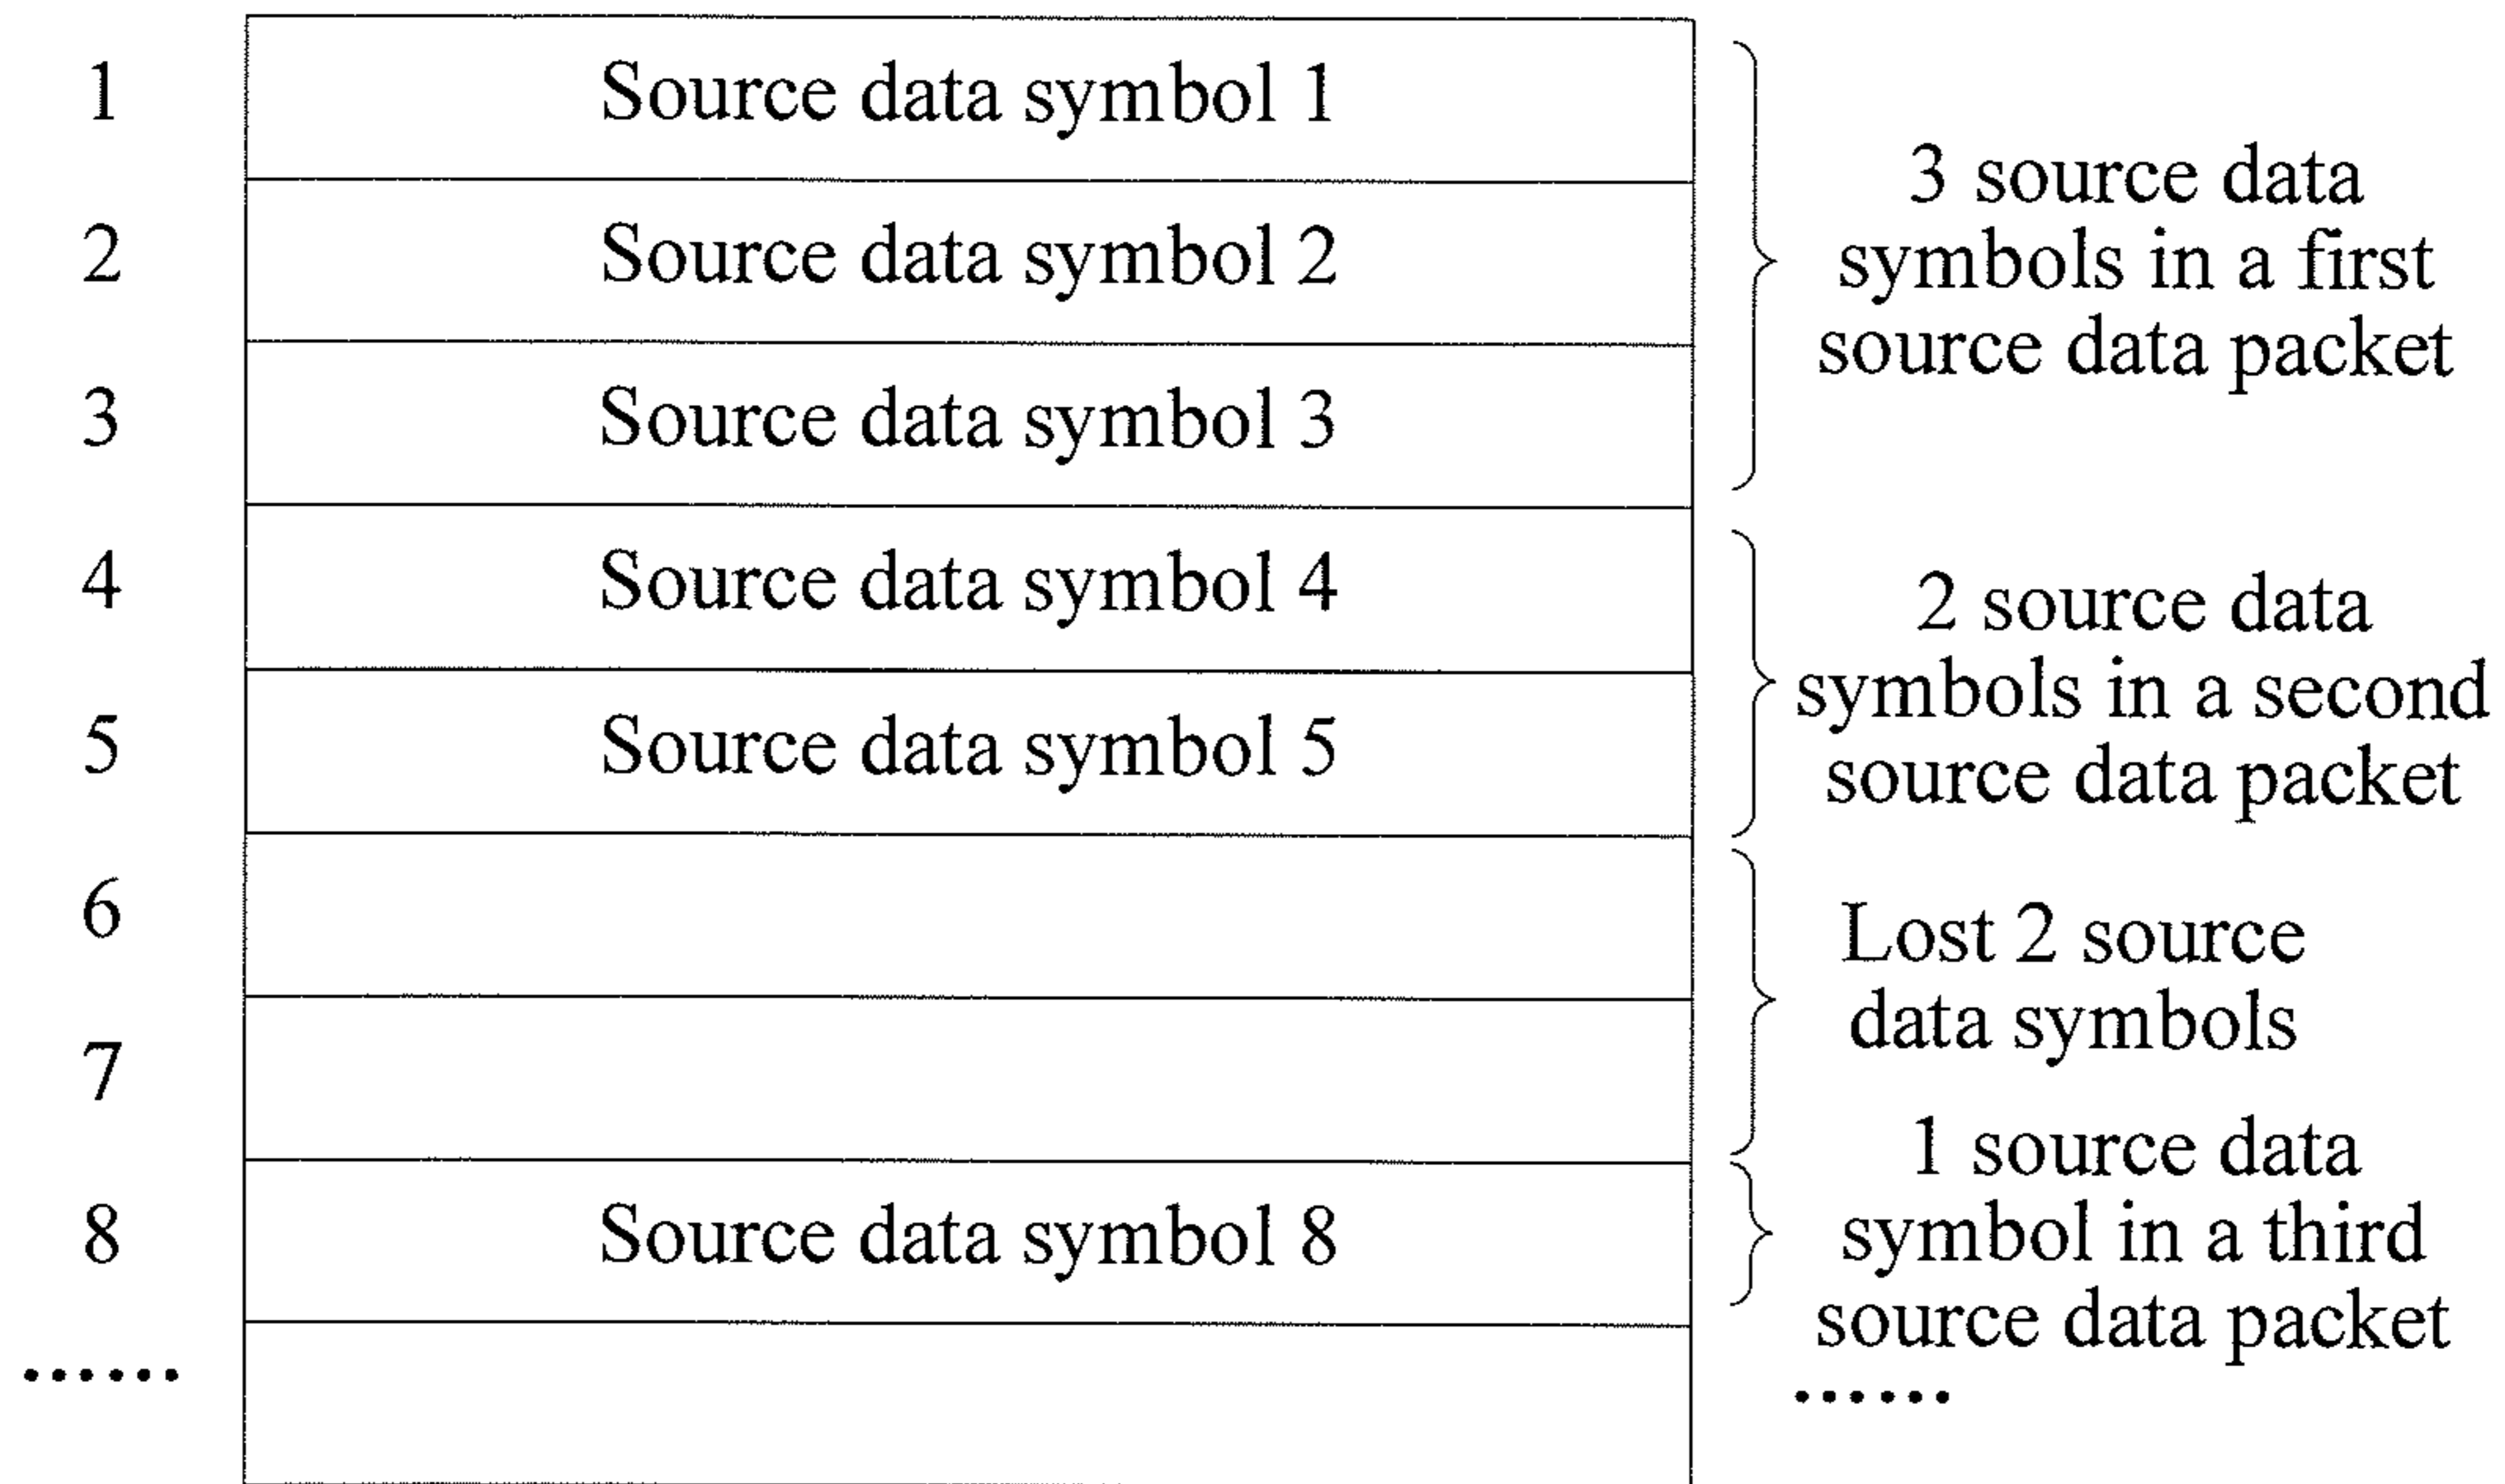 1
Source data symbol 1
2
Source data symbol 2
3
Source data symbol 3
3 source data
symbols in a first
source data packet
4
Source data symbol 4
5
Source data symbol 5
2 source data
symbols in a second
source data packet
6
7
Lost 2 source
data symbols
8
Source data symbol 8
1 source data
symbol in a third
source data packet
......
......